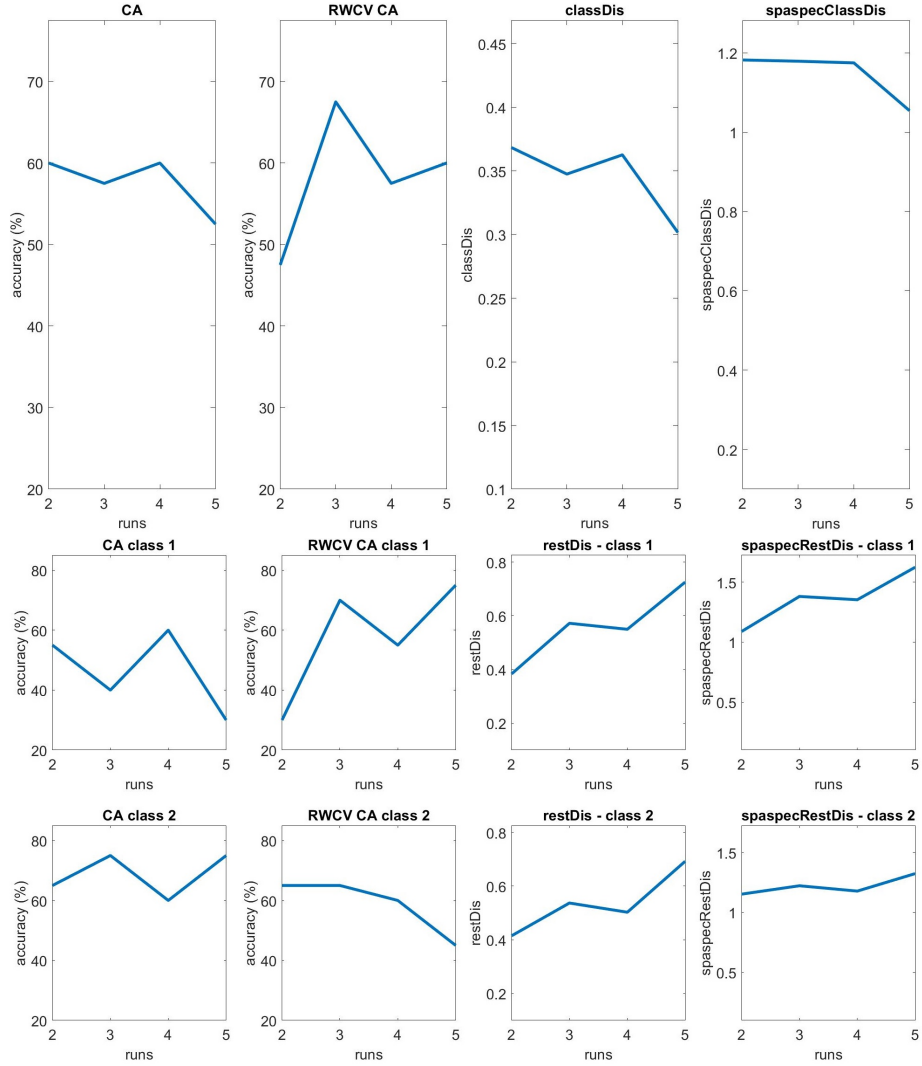 CA
70
60
50
40
30
20
accuracy (%)
2 3 4 5
runs
RWCV CA
70
60
50
40
30
20
accuracy (%)
2 3 4 5
runs
classDis
0.45
0.4
0.35
0.3
0.25
0.2
0.15
0.1
classDis
2 3 4 5
runs
spaspecClassDis
1.2
1
0.8
0.6
0.4
0.2
spaspecClassDis
2 3 4 5
runs
CA class 1
80
60
40
20
accuracy (%)
2 3 4 5
runs
RWCV CA class 1
80
60
40
20
accuracy (%)
2 3 4 5
runs
restDis - class 1
0.8
0.6
0.4
0.2
restDis
2 3 4 5
runs
spaspecRestDis - class 1
1.5
1
0.5
spaspecRestDis
2 3 4 5
runs
CA class 2
80
60
40
20
accuracy (%)
2 3 4 5
runs
RWCV CA class 2
80
60
40
20
accuracy (%)
2 3 4 5
runs
restDis - class 2
0.8
0.6
0.4
0.2
restDis
2 3 4 5
runs
spaspecRestDis - class 2
1.5
1
0.5
spaspecRestDis
2 3 4 5
runs